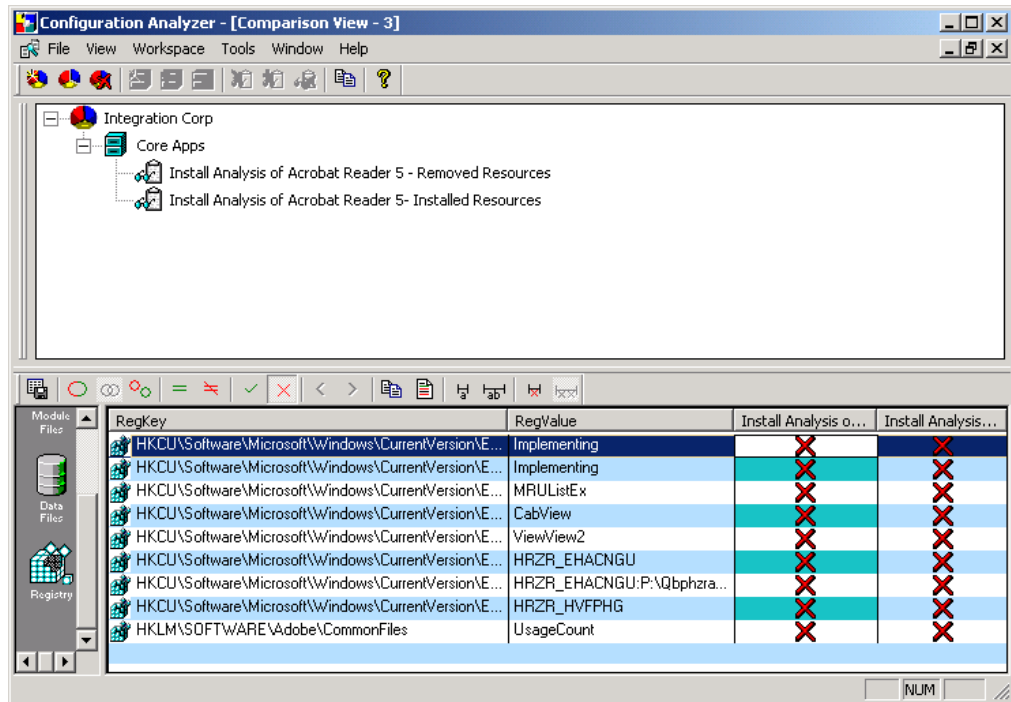 Configuration Analyzer - [Comparison View - 3]
File View Workspace Tools Window Help
Integration Corp
Core Apps
Install Analysis of Acrobat Reader 5 - Removed Resources
Install Analysis of Acrobat Reader 5- Installed Resources
Module Files
Data Files
Registry
RegKey RegValue Install Analysis o... Install Analysis...
HKCU\Software\Microsoft\Windows\CurrentVersion\E... Implementing
HKCU\Software\Microsoft\Windows\CurrentVersion\E... Implementing
HKCU\Software\Microsoft\Windows\CurrentVersion\E... MRUListEx
HKCU\Software\Microsoft\Windows\CurrentVersion\E... CabView
HKCU\Software\Microsoft\Windows\CurrentVersion\E... ViewView2
HKCU\Software\Microsoft\Windows\CurrentVersion\E... HRZR_EHACNGU
HKCU\Software\Microsoft\Windows\CurrentVersion\E... HRZR_EHACNGU:P:\Qbphzra...
HKCU\Software\Microsoft\Windows\CurrentVersion\E... HRZR_HVFPHG
HKLM\SOFTWARE\Adobe\CommonFiles UsageCount
NUM